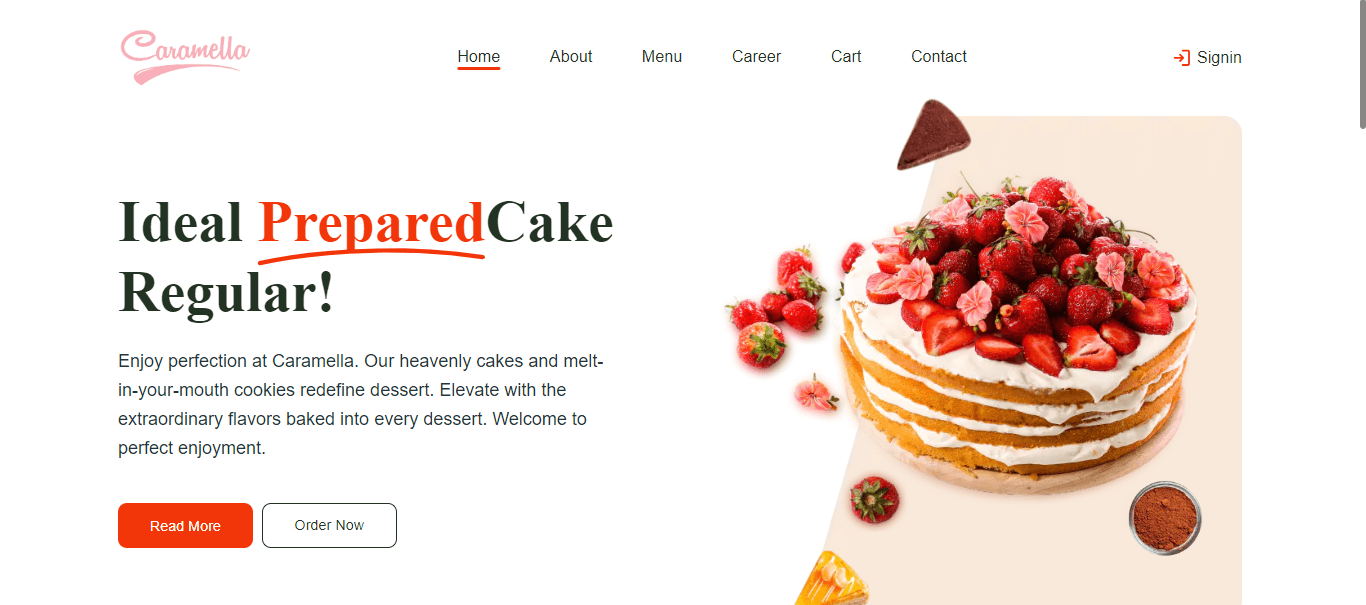 Caramella
Home About Menu Career Cart Contact Signin
Ideal PreparedCake
Regular!
Enjoy perfection at Caramella. Our heavenly cakes and melt-
in-your-mouth cookies redefine dessert. Elevate with the
extraordinary flavors baked into every dessert. Welcome to
perfect enjoyment.
Read More Order Now